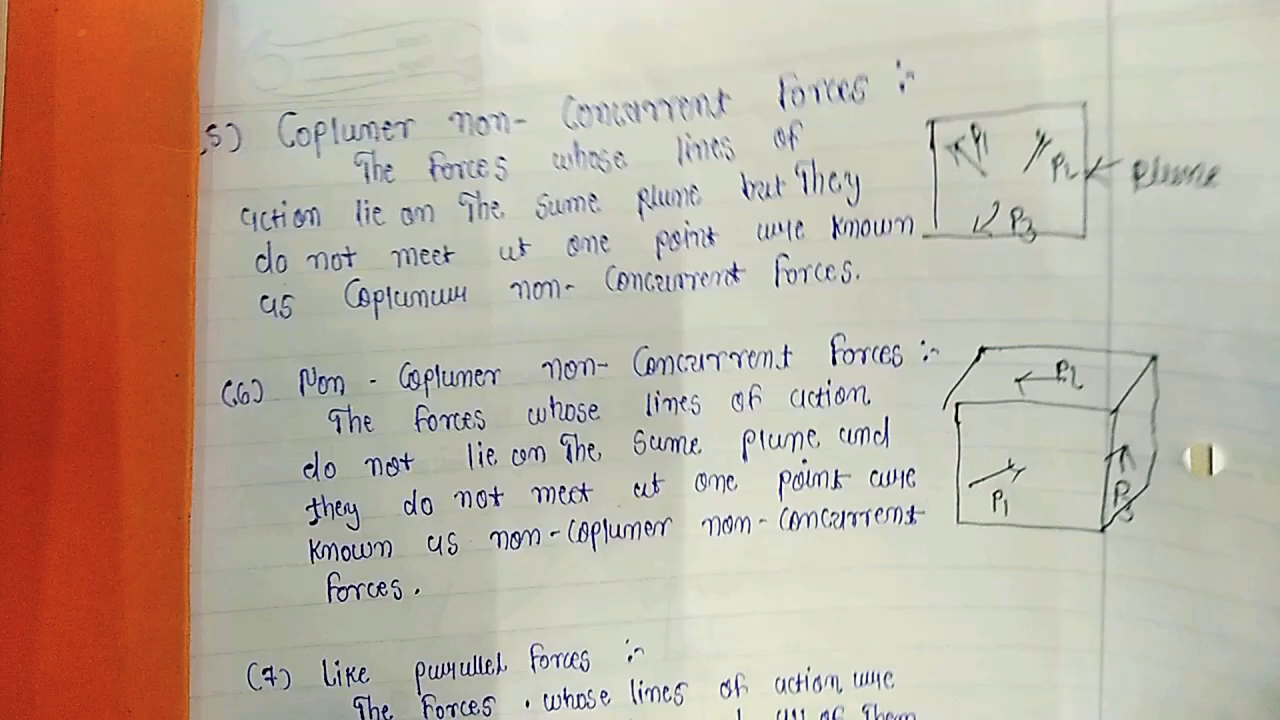 (5) Coplaner non- Concurrent Forces :-
The Forces whose lines of
action lie on The same plane but They
do not meet at one point are known
as Coplanar non- Concurrent Forces.
P1
P2
P3
Plane
(6) Non - Coplaner non- Concurrent Forces :-
The Forces whose lines of action
do not lie on The same plane and
they do not meet at one point are
known as non-Coplaner non-Concurrent
Forces.
P2
P1
P3
(7) Like parallel Forces :-
The Forces . whose lines of action are
all of Them